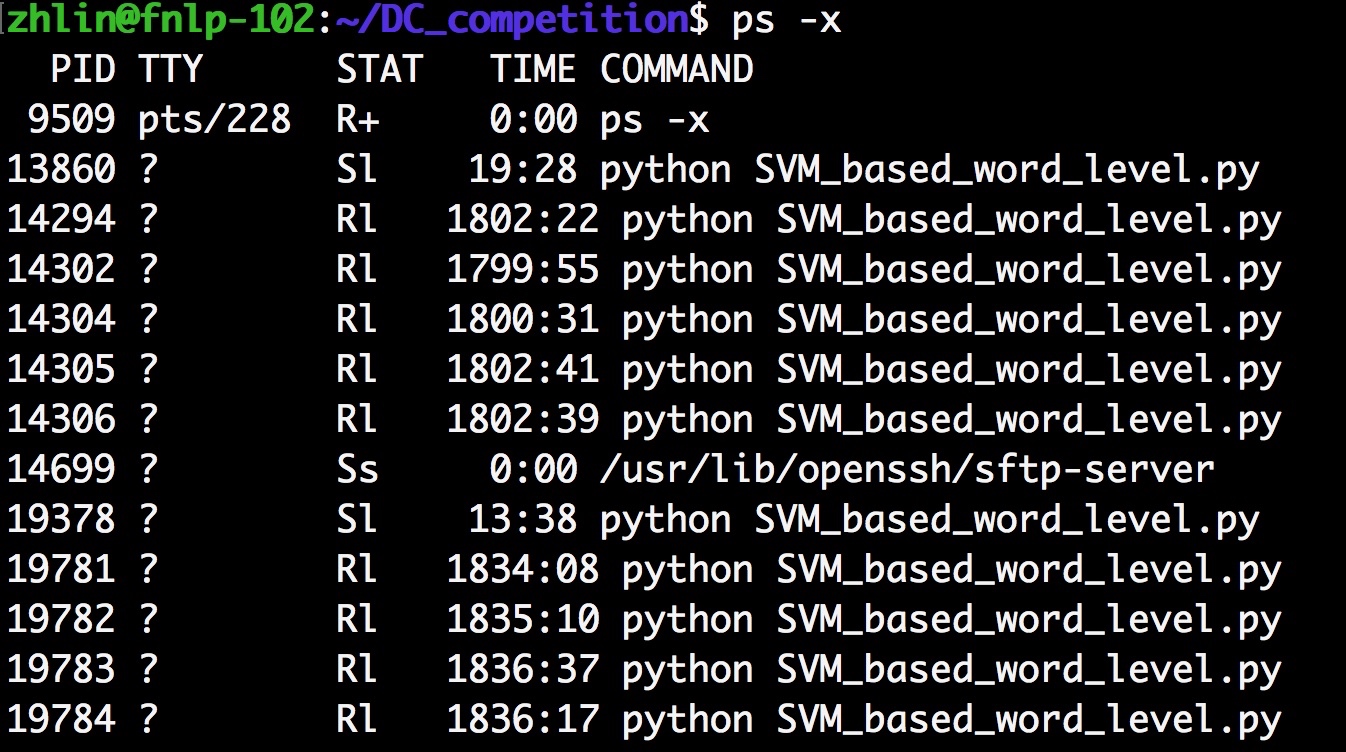 zhlin@fnlp-102:~/DC_competition$ ps -x
PID TTY STAT TIME COMMAND
9509 pts/228 R+ 0:00 ps -x
13860 ? Sl 19:28 python SVM_based_word_level.py
14294 ? Rl 1802:22 python SVM_based_word_level.py
14302 ? Rl 1799:55 python SVM_based_word_level.py
14304 ? Rl 1800:31 python SVM_based_word_level.py
14305 ? Rl 1802:41 python SVM_based_word_level.py
14306 ? Rl 1802:39 python SVM_based_word_level.py
14699 ? Ss 0:00 /usr/lib/openssh/sftp-server
19378 ? Sl 13:38 python SVM_based_word_level.py
19781 ? Rl 1834:08 python SVM_based_word_level.py
19782 ? Rl 1835:10 python SVM_based_word_level.py
19783 ? Rl 1836:37 python SVM_based_word_level.py
19784 ? Rl 1836:17 python SVM_based_word_level.py